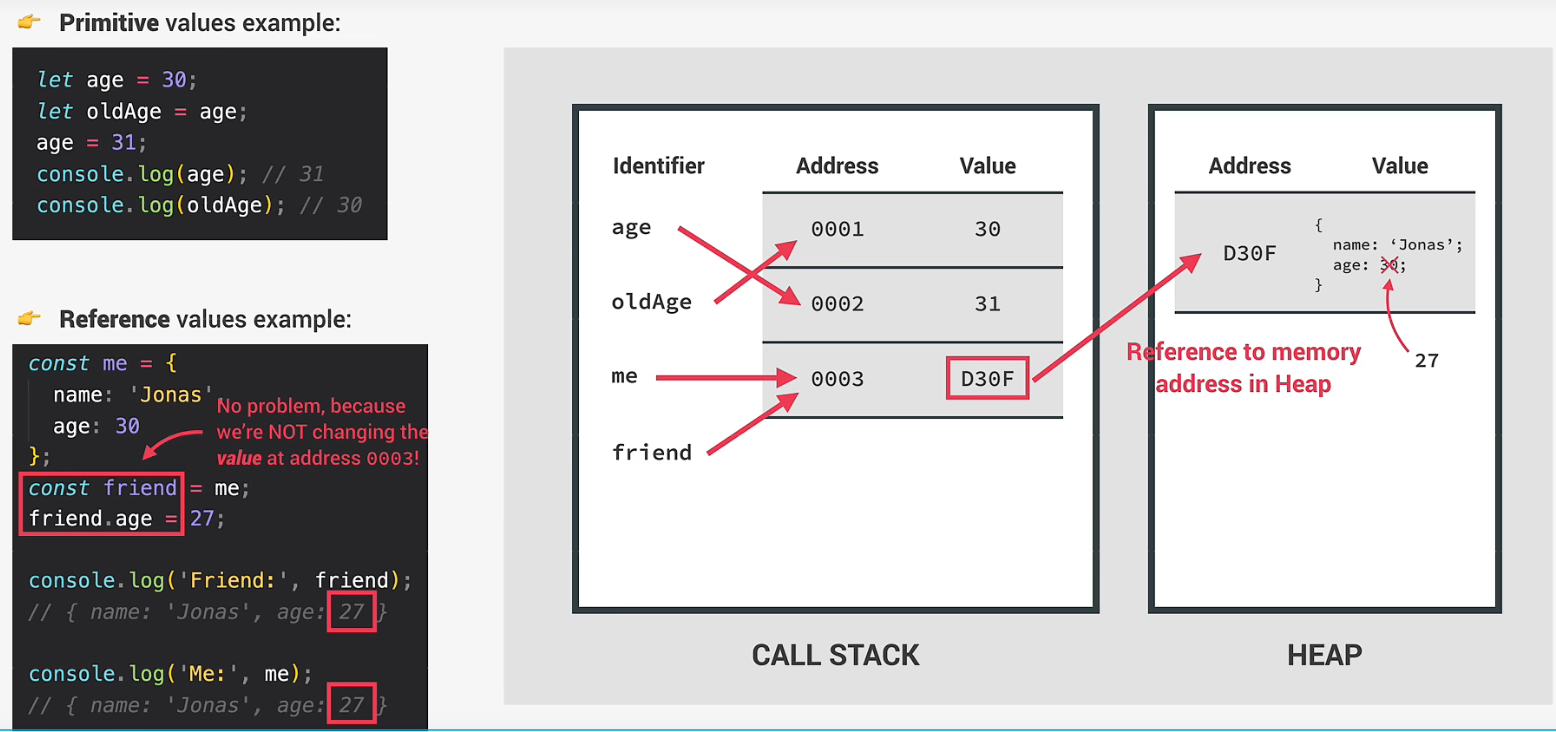 👉 Primitive values example:
let age = 30;
let oldAge = age;
age = 31;
console.log(age); // 31
console.log(oldAge); // 30
👉 Reference values example:
const me = {
name: 'Jonas'
age: 30
};
const friend = me;
friend.age = 27;
No problem, because
we're NOT changing the
value at address 0003!
console.log('Friend:', friend);
// { name: 'Jonas', age: 27 }
console.log('Me:', me);
// { name: 'Jonas', age: 27 }
Identifier Address Value
age 0001 30
oldAge 0002 31
me 0003 D30F
friend
CALL STACK
Address Value
D30F
{
name: ‘Jonas’;
age: 30;
}
27
Reference to memory
address in Heap
HEAP